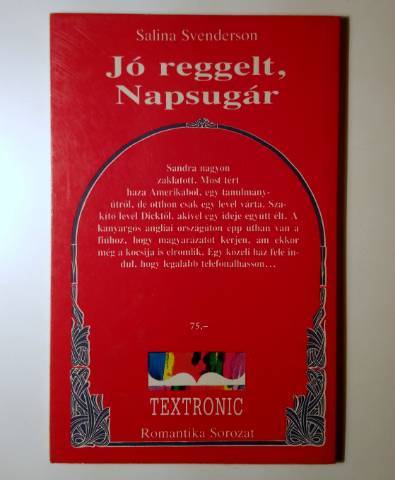 Salina Svenderson
Jó reggelt,
Napsugár
Sandra nagyon
zaklatott. Most tért
haza Amerikából, egy tanulmány-
útról, de otthon csak egy levél várta. Sza-
kító levél Dicktől, akivel egy ideje együtt élt. A
kanyargós angliai országúton épp útban van a
fiúhoz, hogy magyarázatot kérjen, ám ekkor
még a kocsija is elromlik. Egy közeli ház felé in-
dul, hogy legalább telefonálhasson...
75,–
TEXTRONIC
Romantika Sorozat